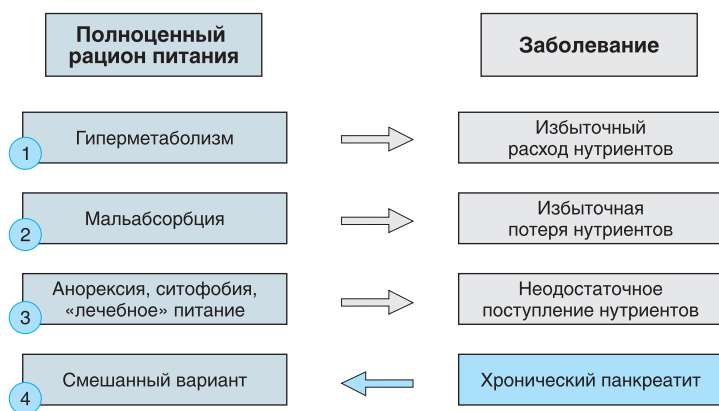 Полноценный
рацион питания
Заболевание
1
Гиперметаболизм
Избыточный
расход нутриентов
2
Мальабсорбция
Избыточная
потеря нутриентов
3
Анорексия, ситофобия,
«лечебное» питание
Неодостаточное
поступление нутриентов
4
Смешанный вариант
Хронический панкреатит